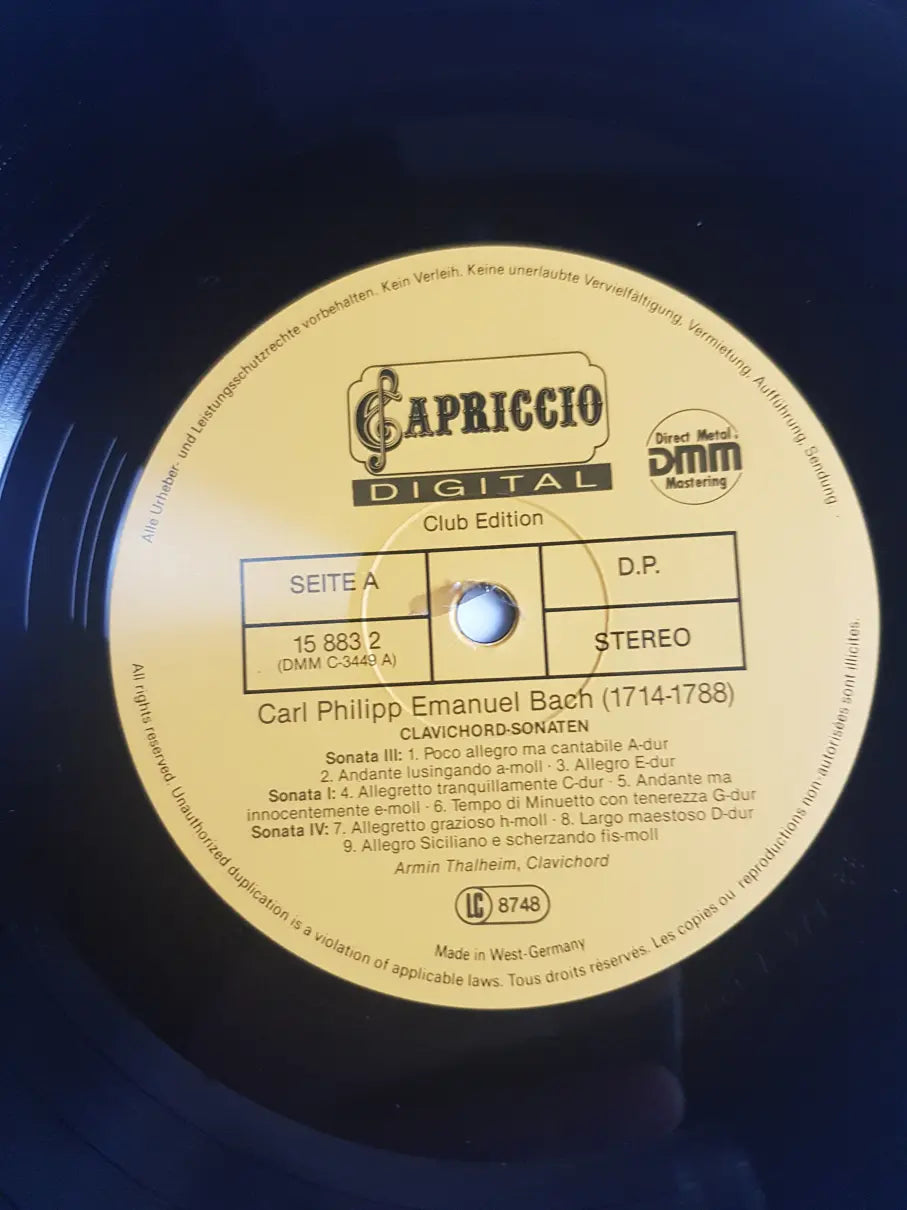 Alle Urheber- und Leistungsschutzrechte vorbehalten. Kein Verleih. Keine unerlaubte Vervielfältigung, Vermietung, Aufführung, Sendung
CAPRICCIO
DIGITAL
Direct Metal
DMM
Mastering
Club Edition
SEITE A
D.P.
15 883 2
(DMM C-3449 A)
STEREO
Carl Philipp Emanuel Bach (1714-1788)
CLAVICHORD-SONATEN
Sonata III: 1. Poco allegro ma cantabile A-dur
2. Andante lusingando a-moll · 3. Allegro E-dur
Sonata I: 4. Allegretto tranquillamente C-dur · 5. Andante ma
innocentemente e-moll · 6. Tempo di Minuetto con tenerezza G-dur
Sonata IV: 7. Allegretto grazioso h-moll · 8. Largo maestoso D-dur
9. Allegro Siciliano e scherzando fis-moll
Armin Thalheim, Clavichord
LC 8748
Made in West-Germany
All rights reserved. Unauthorized duplication is a violation of applicable laws. Tous droits réservés. Les copies ou reproductions non-autorisées sont illicites.